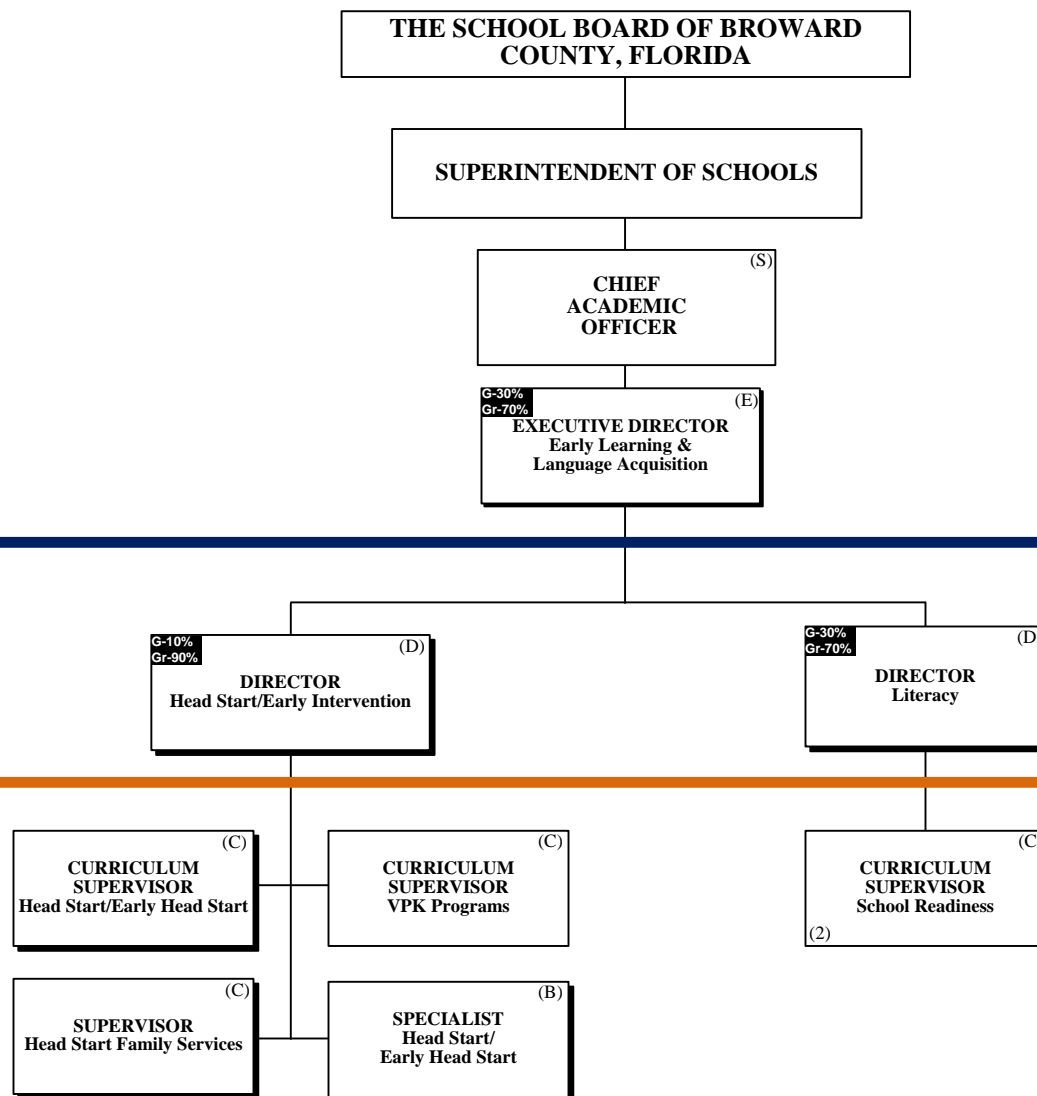 THE SCHOOL BOARD OF BROWARD
COUNTY, FLORIDA
SUPERINTENDENT OF SCHOOLS
(S)
CHIEF
ACADEMIC
OFFICER
G-30%
Gr-70%
(E)
EXECUTIVE DIRECTOR
Early Learning &
Language Acquisition
G-10%
Gr-90%
(D)
DIRECTOR
Head Start/Early Intervention
G-30%
Gr-70%
(D
DIRECTOR
Literacy
(C)
CURRICULUM
SUPERVISOR
Head Start/Early Head Start
(C)
CURRICULUM
SUPERVISOR
VPK Programs
(C
CURRICULUM
SUPERVISOR
School Readiness
(2)
(C)
SUPERVISOR
Head Start Family Services
(B)
SPECIALIST
Head Start/
Early Head Start